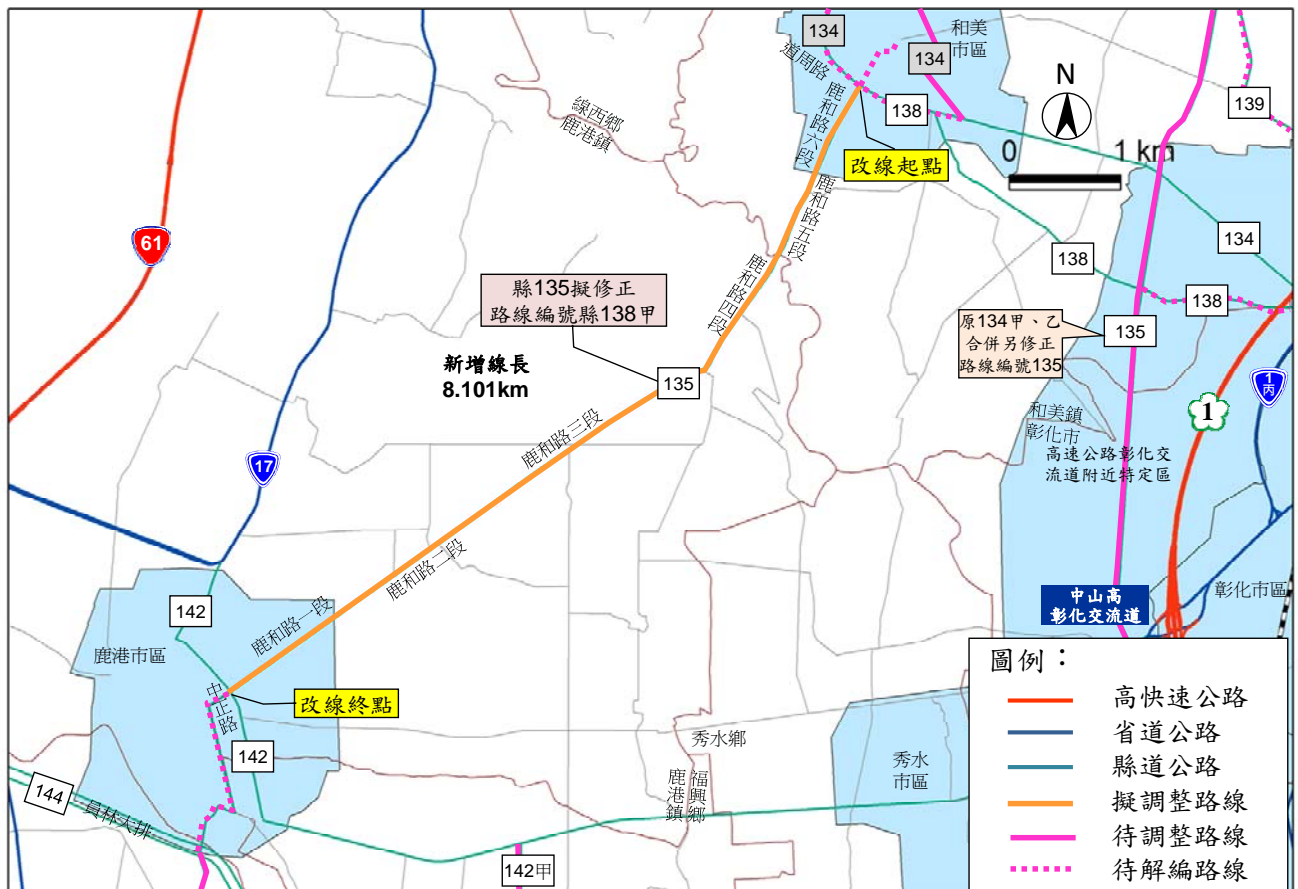 134
和美
市區
134
道周路
鹿和路六段
138
N
139
0
1 km
線西鄉
鹿港鎮
改線起點
鹿和路五段
61
134
138
鹿和路四段
縣135擬修正
路線編號縣138甲
138
原134甲、乙
合併另修正
路線編號135
135
新增線長
8.101km
135
1
丙
1
和美鎮
彰化市
高速公路彰化交
流道附近特定區
鹿和路三段
17
鹿和路二段
中山高
彰化交流道
彰化市區
142
鹿和路一段
鹿港市區
中正路
改線終點
142
秀水鄉
秀水
市區
鹿港鎮
福興鄉
144
員林大排
142甲
圖例：
高快速公路
省道公路
縣道公路
擬調整路線
待調整路線
待解編路線